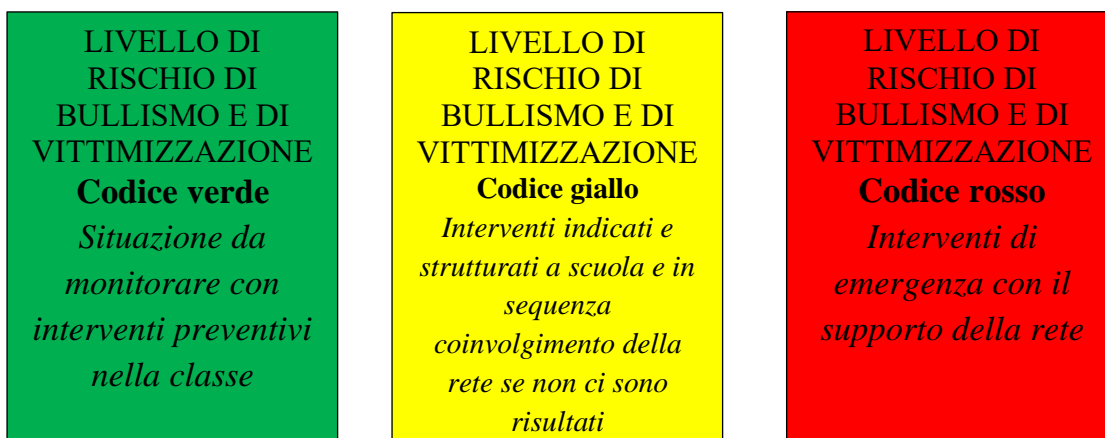 LIVELLO DI
RISCHIO DI
BULLISMO E DI
VITTIMIZZAZIONE
Codice verde
Situazione da
monitorare con
interventi preventivi
nella classe
LIVELLO DI
RISCHIO DI
BULLISMO E DI
VITTIMIZZAZIONE
Codice giallo
Interventi indicati e
strutturati a scuola e in
sequenza
coinvolgimento della
rete se non ci sono
risultati
LIVELLO DI
RISCHIO DI
BULLISMO E DI
VITTIMIZZAZIONE
Codice rosso
Interventi di
emergenza con il
supporto della rete